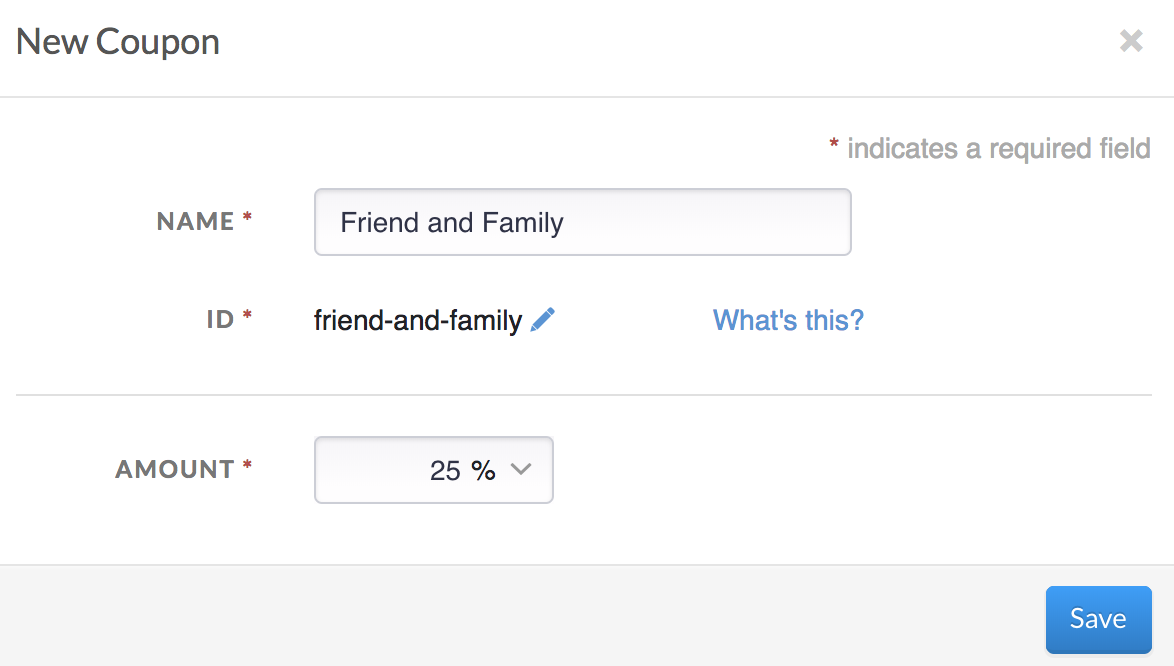 New Coupon
* indicates a required field
NAME * Friend and Family
ID * friend-and-family What's this?
AMOUNT * 25 %
Save